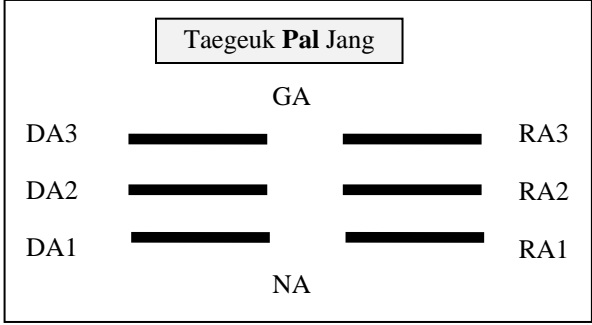 Taegeuk Pal Jang
GA
DA3 RA3
DA2 RA2
DA1 RA1
NA